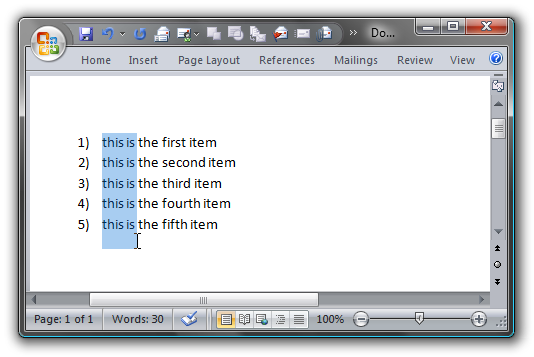 Do...
Home Insert Page Layout References Mailings Review View
1) this is the first item
2) this is the second item
3) this is the third item
4) this is the fourth item
5) this is the fifth item
Page: 1 of 1 Words: 30 100%